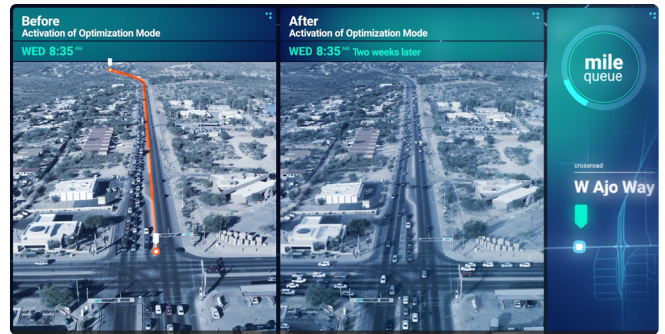 Before
Activation of Optimization Mode
WED 8:35 AM
After
Activation of Optimization Mode
WED 8:35 AM Two weeks later
mile
queue
crossroad
W Ajo Way